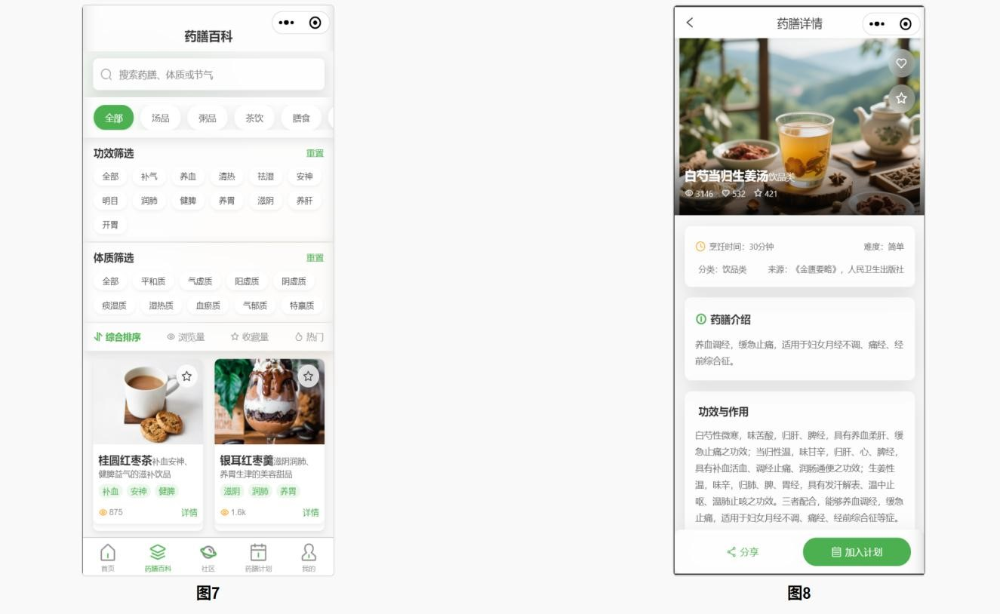 药膳百科
搜索药膳、体质或节气
全部 汤品 粥品 茶饮 膳食
功效筛选 重置
全部 补气 养血 清热 祛湿 安神
明目 润肺 健脾 养胃 滋阴 养肝
开胃
体质筛选 重置
全部 平和质 气虚质 阳虚质 阴虚质
痰湿质 湿热质 血瘀质 气郁质 特禀质
综合排序 浏览量 收藏量 热门
桂圆红枣茶补血安神、
健脾益气的滋补饮品
补血 安神 健脾
875 详情
银耳红枣羹滋阴润肺、
养胃生津的美容甜品
滋阴 润肺 养胃
1.6k 详情
首页 药膳百科 社区 药膳计划 我的
图7
药膳详情
白芍当归生姜汤饮品类
3146 532 421
烹饪时间：30分钟 难度：简单
分类：饮品类 来源：《金匮要略》，人民卫生出版社
药膳介绍
养血调经，缓急止痛，适用于妇女月经不调、痛经、经
前综合征。
功效与作用
白芍性微寒，味苦酸，归肝、脾经，具有养血柔肝、缓
急止痛之功效；当归性温，味甘辛，归肝、心、脾经，
具有补血活血、调经止痛、润肠通便之功效；生姜性
温，味辛，归肺、脾、胃经，具有发汗解表、温中止
呕、温肺止咳之功效。三者配合，能够养血调经，缓急
止痛，适用于妇女月经不调、痛经、经前综合征等症。
分享 加入计划
图8